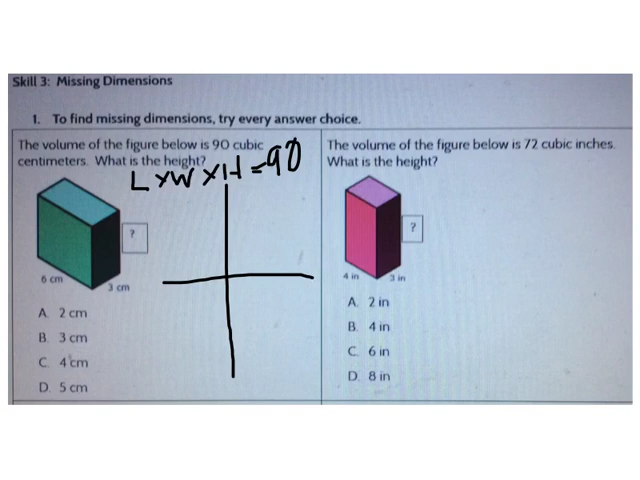 Skill 3: Missing Dimensions
1. To find missing dimensions, try every answer choice.
The volume of the figure below is 90 cubic
centimeters. What is the height?
L x W x H = 90
?
6 cm
3 cm
A. 2 cm
B. 3 cm
C. 4 cm
D. 5 cm
The volume of the figure below is 72 cubic inches.
What is the height?
?
4 in
3 in
A. 2 in
B. 4 in
C. 6 in
D. 8 in